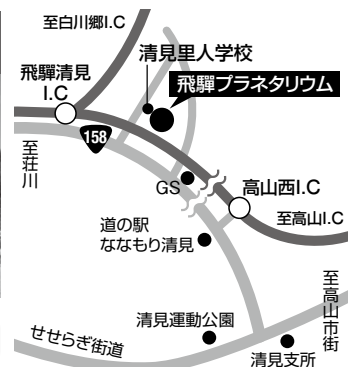 至白川郷I.C
清見里人学校
飛騨清見
I.C
飛騨プラネタリウム
158
至荘川
GS
高山西I.C
至高山I.C
道の駅
ななもり清見
至高山市街
清見運動公園
せせらぎ街道
清見支所